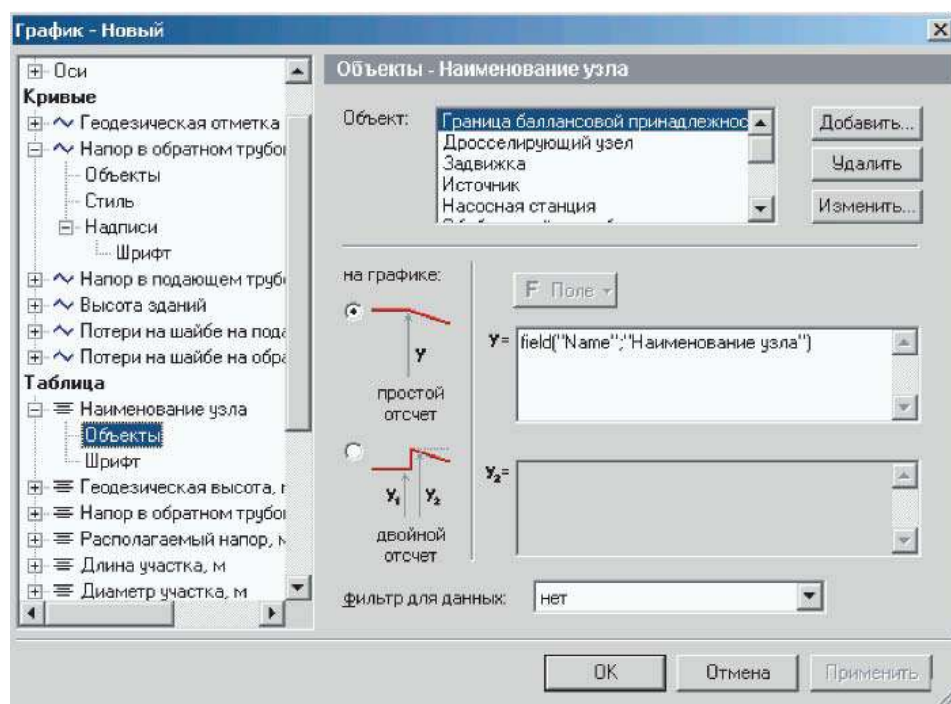 График - Новый
Оси
Кривые
Геодезическая отметка
Напор в обратном трубо
Объекты
Стиль
Надписи
Шрифт
Напор в подающем труб
Высота зданий
Потери на шайбе на пода
Потери на шайбе на обра
Таблица
Наименование узла
Объекты
Шрифт
Геодезическая высота,
Напор в обратном трубо
Располагаемый напор,
Длина участка, м
Диаметр участка, м
Объекты - Наименование узла
Объект:
Граница баллансовой принадлежнос
Дросселирующий узел
Задвижка
Источник
Насосная станция
Добавить...
Удалить
Изменить...
на графике:
F Поле
y
простой отсчет
y= field("Name";"Наименование узла")
y₁ y₂
двойной отсчет
y₂=
фильтр для данных: нет
ОК
Отмена
Применить